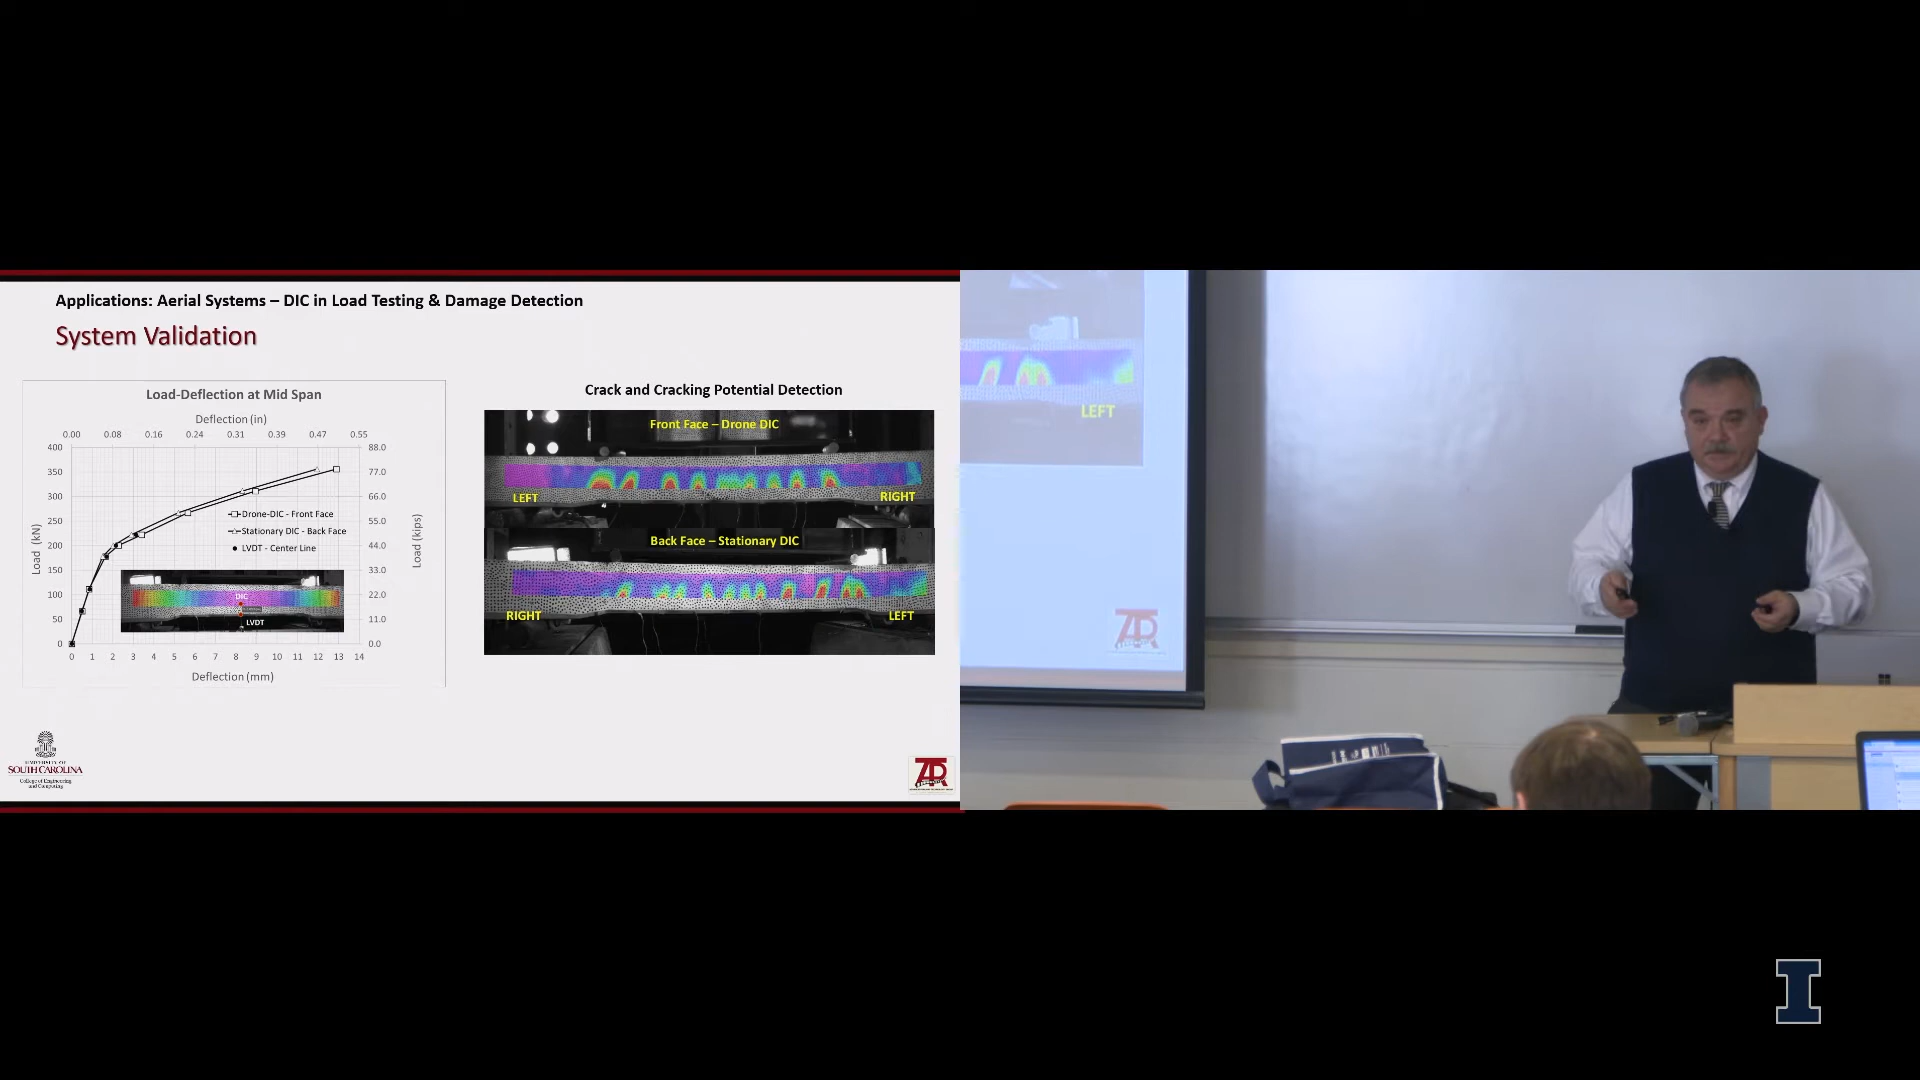 Applications: Aerial Systems – DIC in Load Testing & Damage Detection
System Validation
Load-Deflection at Mid Span
Deflection (in)
0.00 0.08 0.16 0.24 0.31 0.39 0.47 0.55
400 88.0
350 77.0
300 66.0
250 55.0
200 44.0
150 33.0
100 22.0
50 11.0
0 0.0
Load (kN)
Load (kips)
Drone-DIC - Front Face
Stationary DIC - Back Face
LVDT - Center Line
DIC
LVDT
0 1 2 3 4 5 6 7 8 9 10 11 12 13 14
Deflection (mm)
Crack and Cracking Potential Detection
Front Face – Drone DIC
LEFT RIGHT
Back Face – Stationary DIC
RIGHT LEFT
UNIVERSITY OF
SOUTH CAROLINA
College of Engineering
and Computing
LEFT
I